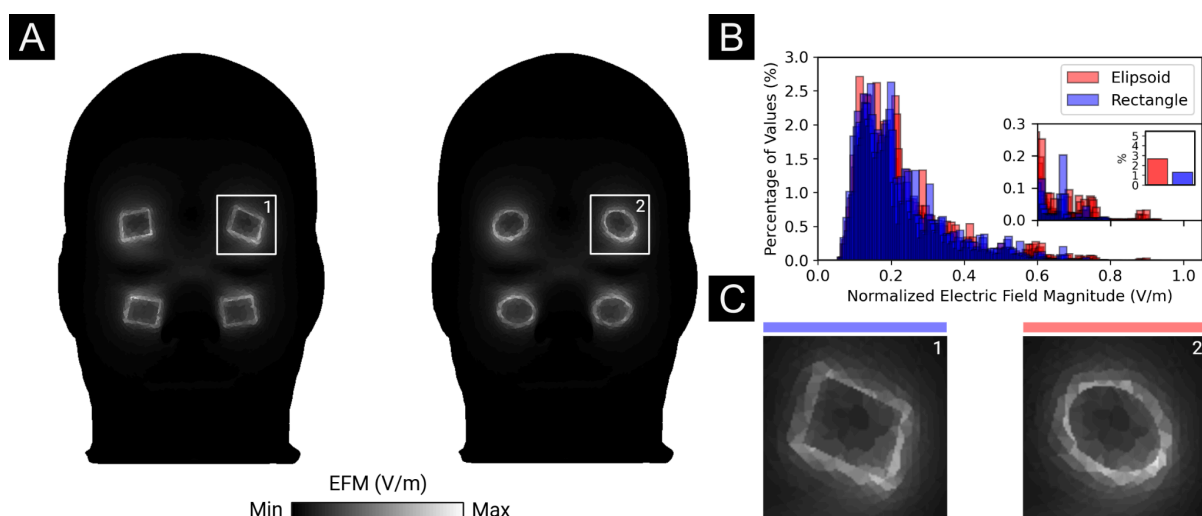 A
1
2
EFM (V/m)
Min
Max
B
3.0
2.5
2.0
1.5
1.0
0.5
0.0
Percentage of Values (%)
Elipsoid
Rectangle
0.3
0.2
0.1
0.0
%
5
4
3
2
1
0
0.0
0.2
0.4
0.6
0.8
1.0
Normalized Electric Field Magnitude (V/m)
C
1
2